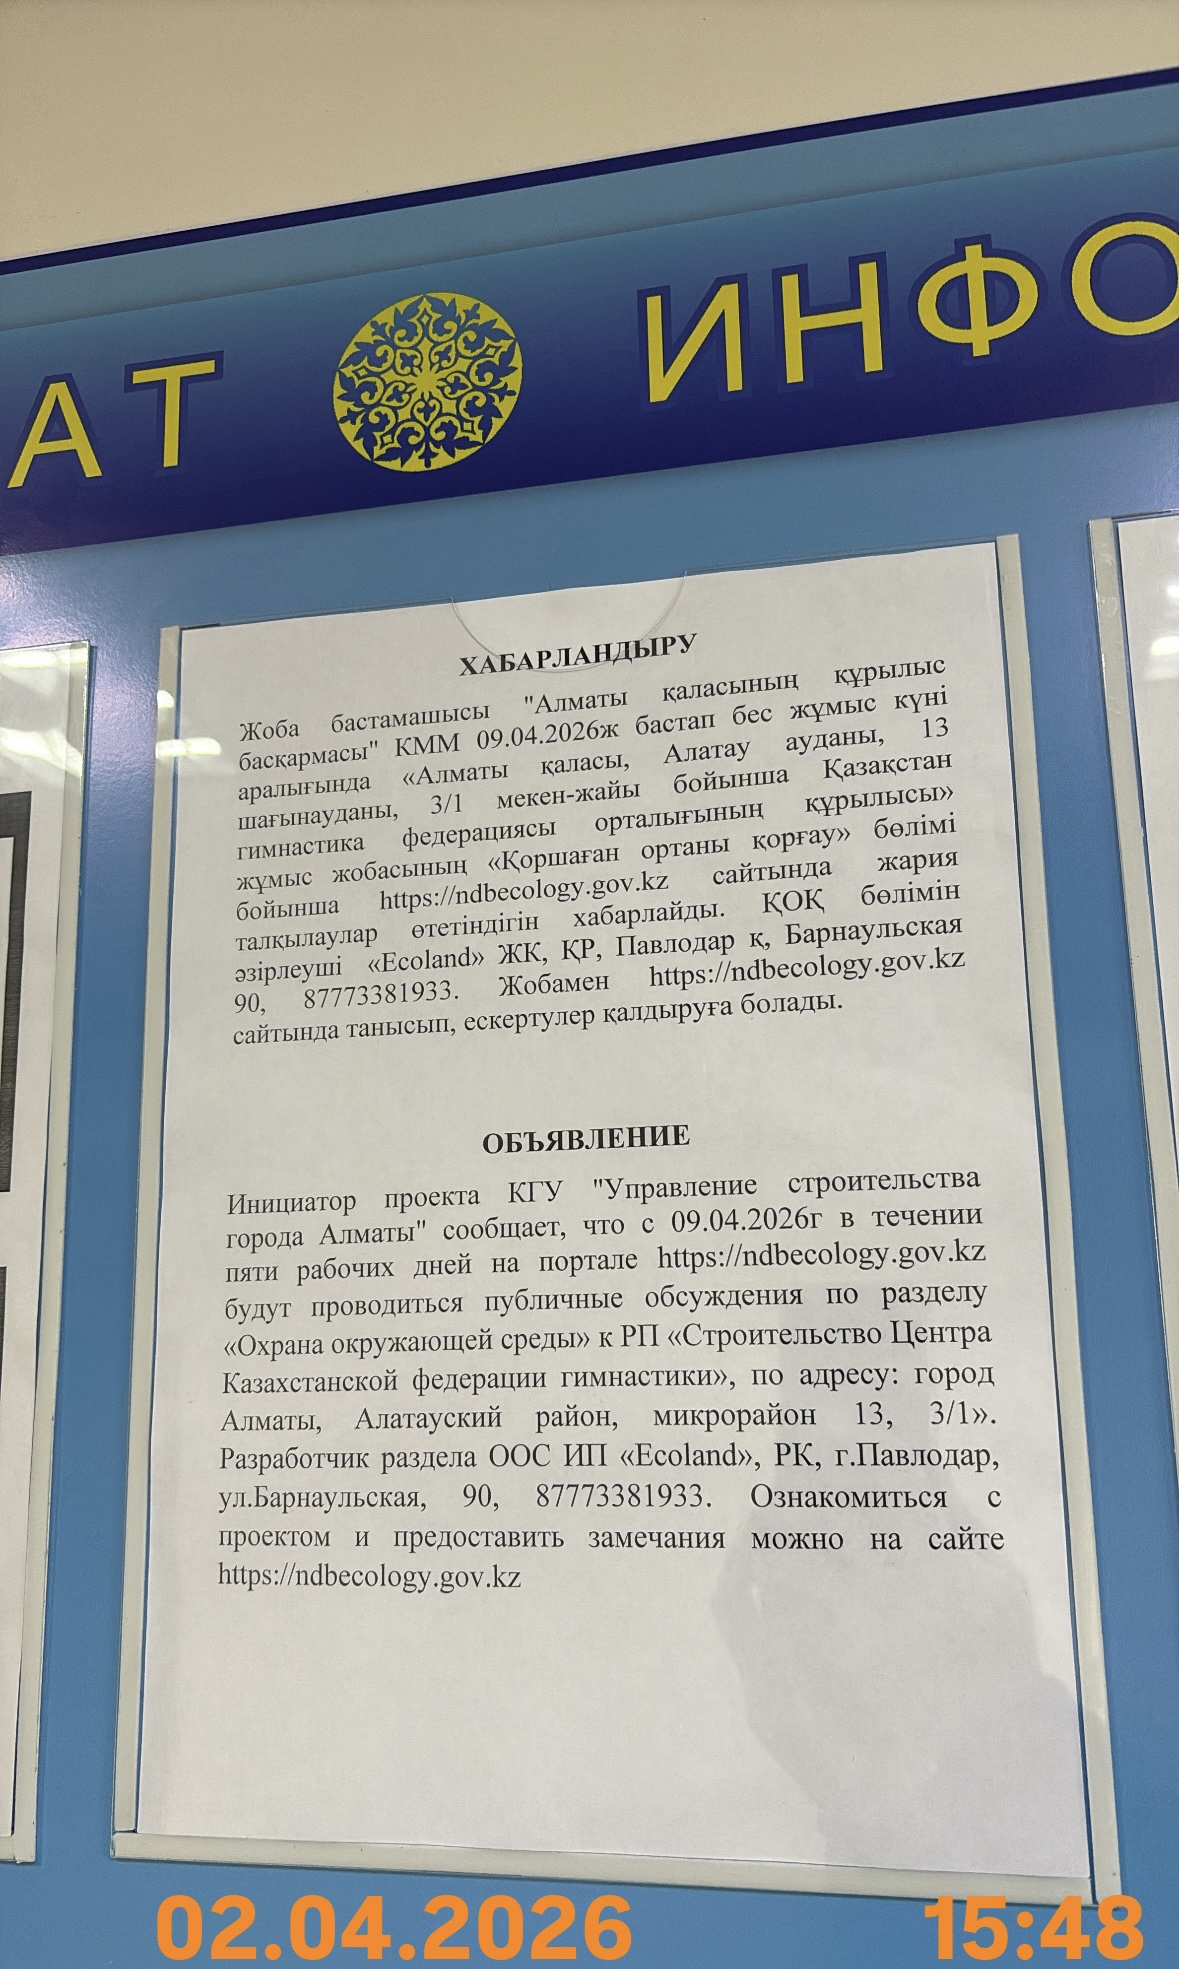 АТ ИНФО
ХАБАРЛАНДЫРУ
Жоба бастамашысы "Алматы қаласының құрылыс
басқармасы" КММ 09.04.2026ж бастап бес жұмыс күні
аралығында «Алматы қаласы, Алатау ауданы, 13
шағынауданы, 3/1 мекен-жайы бойынша Қазақстан
гимнастика федерациясы орталығының құрылысы»
жұмыс жобасының «Қоршаған ортаны қорғау» бөлімі
бойынша https://ndbecology.gov.kz сайтында жария
талқылаулар өтетіндігін хабарлайды. ҚОҚ бөлімін
әзірлеуші «Ecoland» ЖК, ҚР, Павлодар қ, Барнаульская
90, 87773381933. Жобамен https://ndbecology.gov.kz
сайтында танысып, ескертулер қалдыруға болады.
ОБЪЯВЛЕНИЕ
Инициатор проекта КГУ "Управление строительства
города Алматы" сообщает, что с 09.04.2026г в течении
пяти рабочих дней на портале https://ndbecology.gov.kz
будут проводиться публичные обсуждения по разделу
«Охрана окружающей среды» к РП «Строительство Центра
Казахстанской федерации гимнастики», по адресу: город
Алматы, Алатауский район, микрорайон 13, 3/1».
Разработчик раздела ООС ИП «Ecoland», РК, г.Павлодар,
ул.Барнаульская, 90, 87773381933. Ознакомиться с
проектом и предоставить замечания можно на сайте
https://ndbecology.gov.kz
02.04.2026 15:48